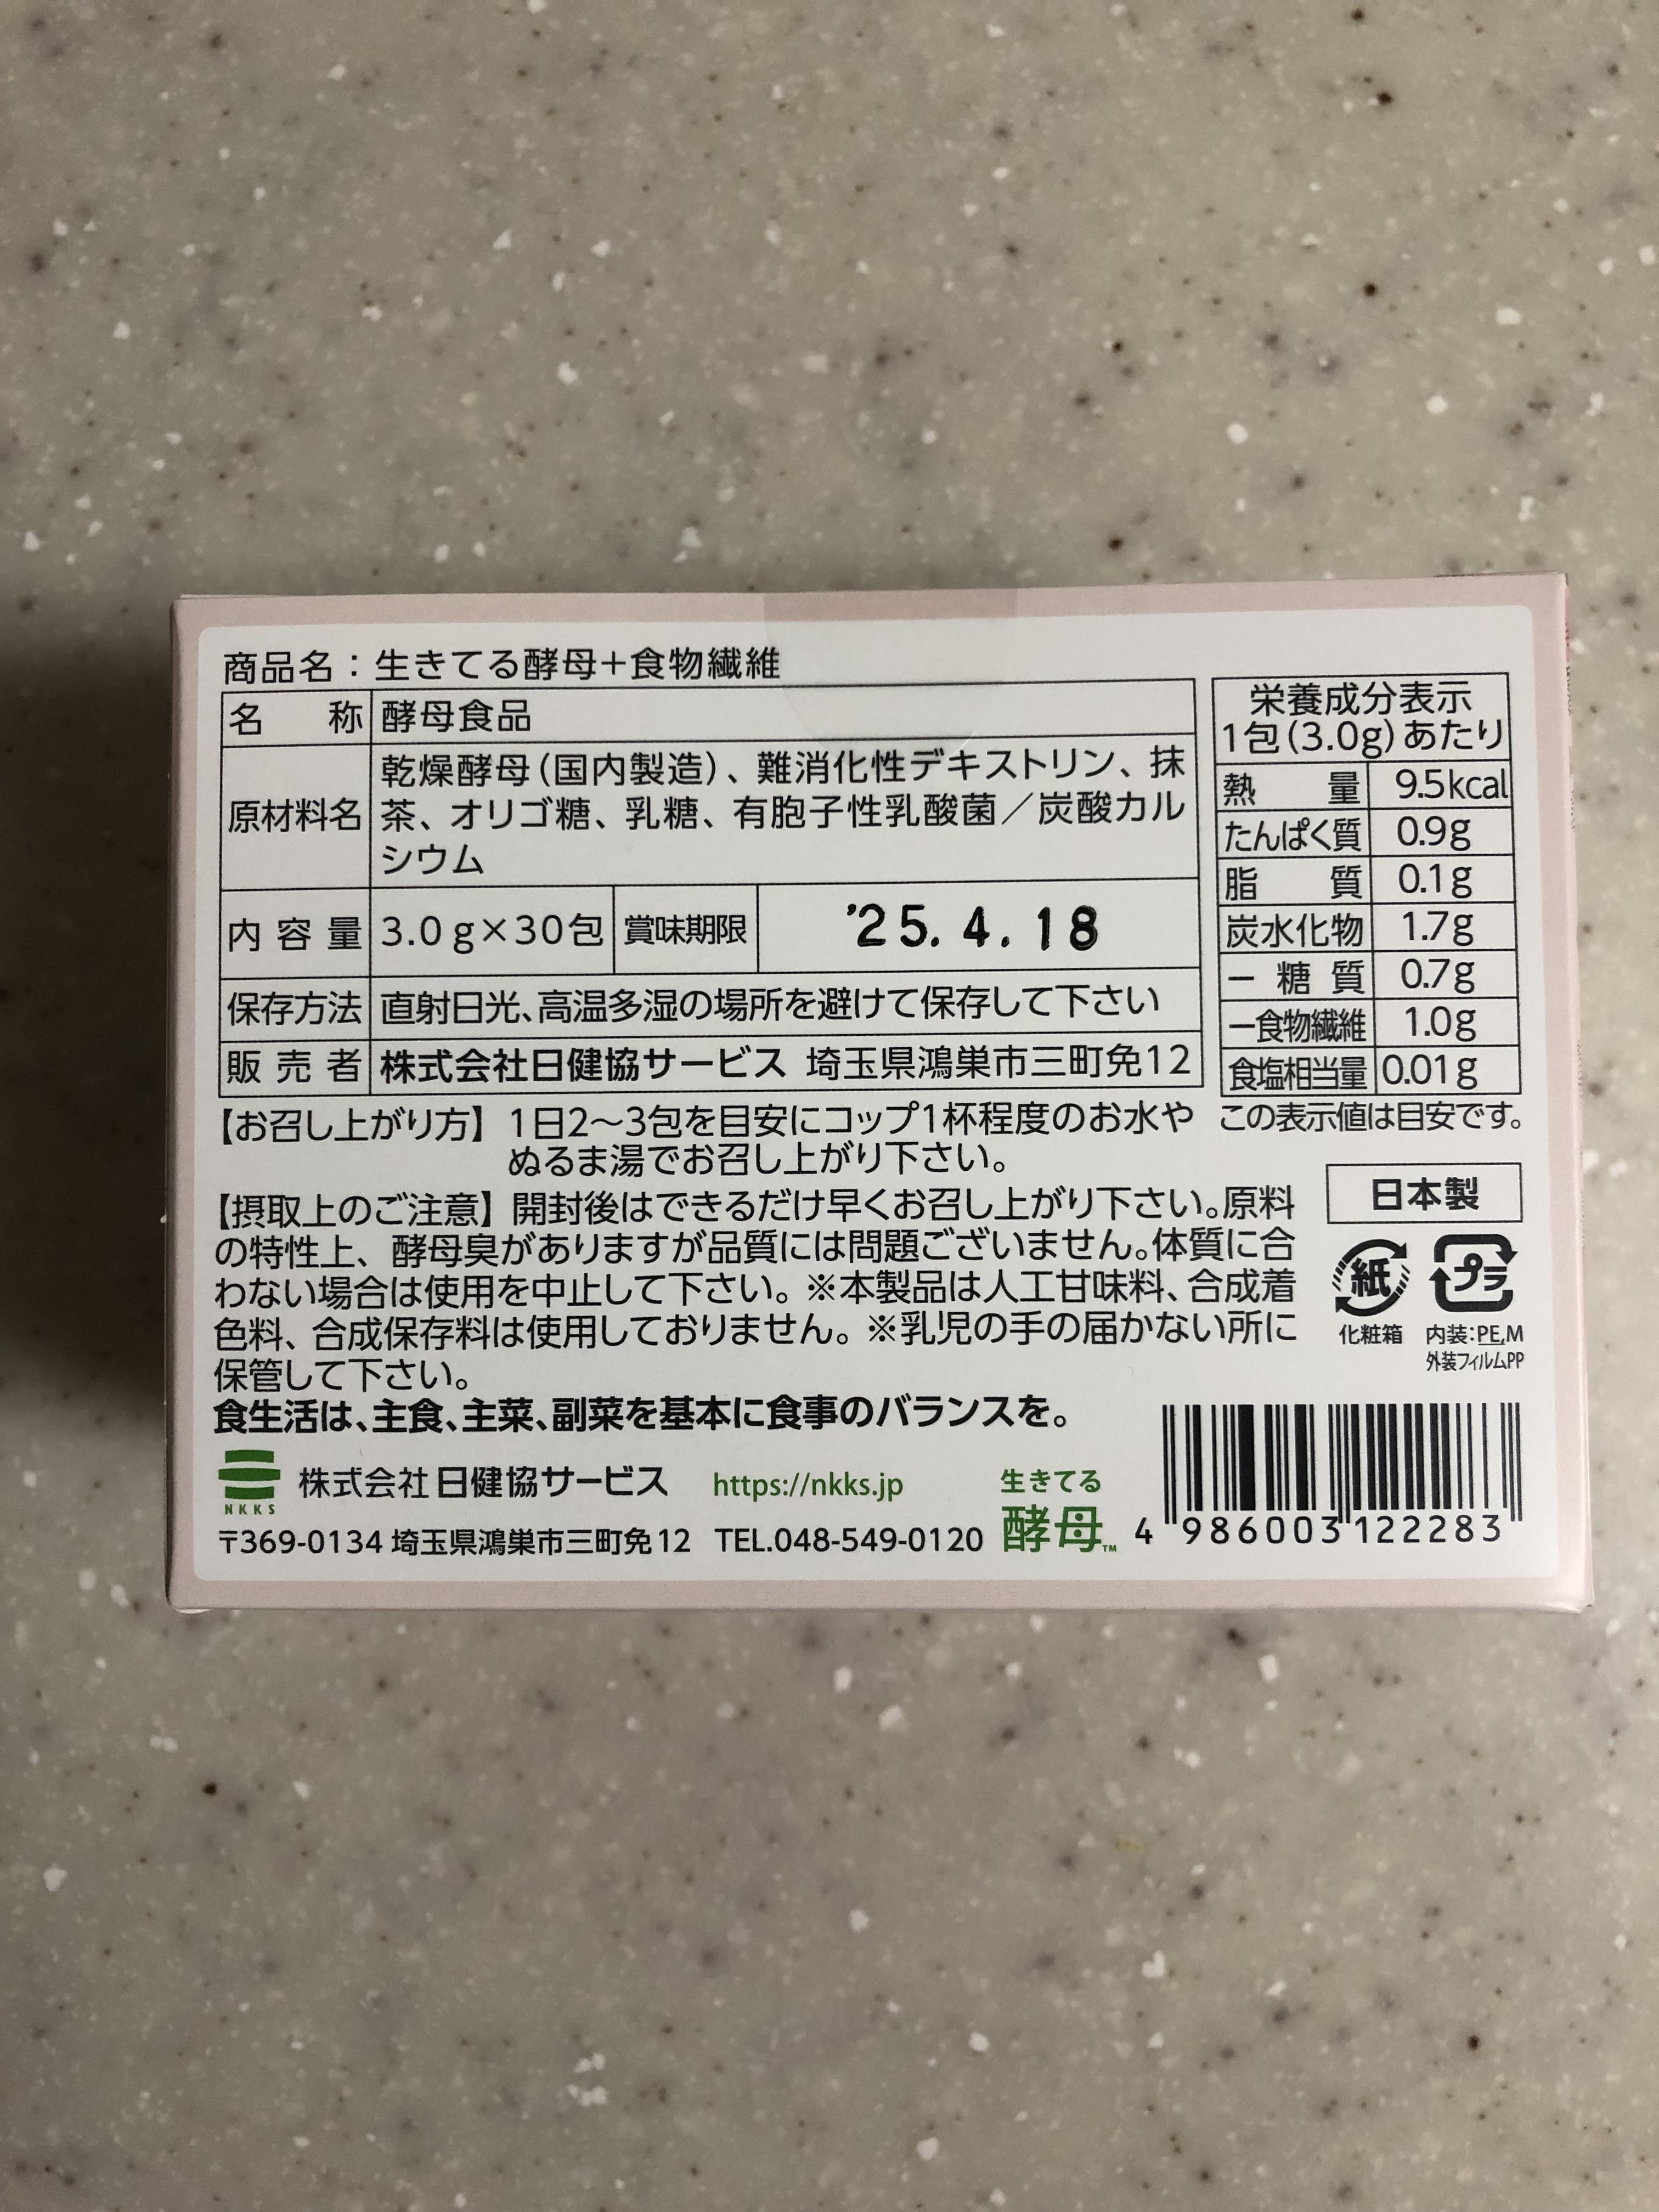 商品名：生きてる酵母＋食物繊維
名　称 酵母食品
原材料名 乾燥酵母（国内製造）、難消化性デキストリン、抹
茶、オリゴ糖、乳糖、有胞子性乳酸菌／炭酸カル
シウム
内容量 3.0g×30包 賞味期限 '25.4.18
保存方法 直射日光、高温多湿の場所を避けて保存して下さい
販売者 株式会社日健協サービス 埼玉県鴻巣市三町免12
栄養成分表示
1包(3.0g)あたり
熱　量 9.5kcal
たんぱく質 0.9g
脂　質 0.1g
炭水化物 1.7g
－糖質 0.7g
－食物繊維 1.0g
食塩相当量 0.01g
この表示値は目安です。
【お召し上がり方】1日2～3包を目安にコップ1杯程度のお水や
ぬるま湯でお召し上がり下さい。
【摂取上のご注意】開封後はできるだけ早くお召し上がり下さい。原料
の特性上、酵母臭がありますが品質には問題ございません。体質に合
わない場合は使用を中止して下さい。※本製品は人工甘味料、合成着
色料、合成保存料は使用しておりません。※乳児の手の届かない所に
保管して下さい。
食生活は、主食、主菜、副菜を基本に食事のバランスを。
日本製
紙 プラ
化粧箱 内装:PE,M
外装フィルムPP
NKKS
株式会社日健協サービス https://nkks.jp
〒369-0134 埼玉県鴻巣市三町免12 TEL.048-549-0120
生きてる
酵母™
4 986003 122283